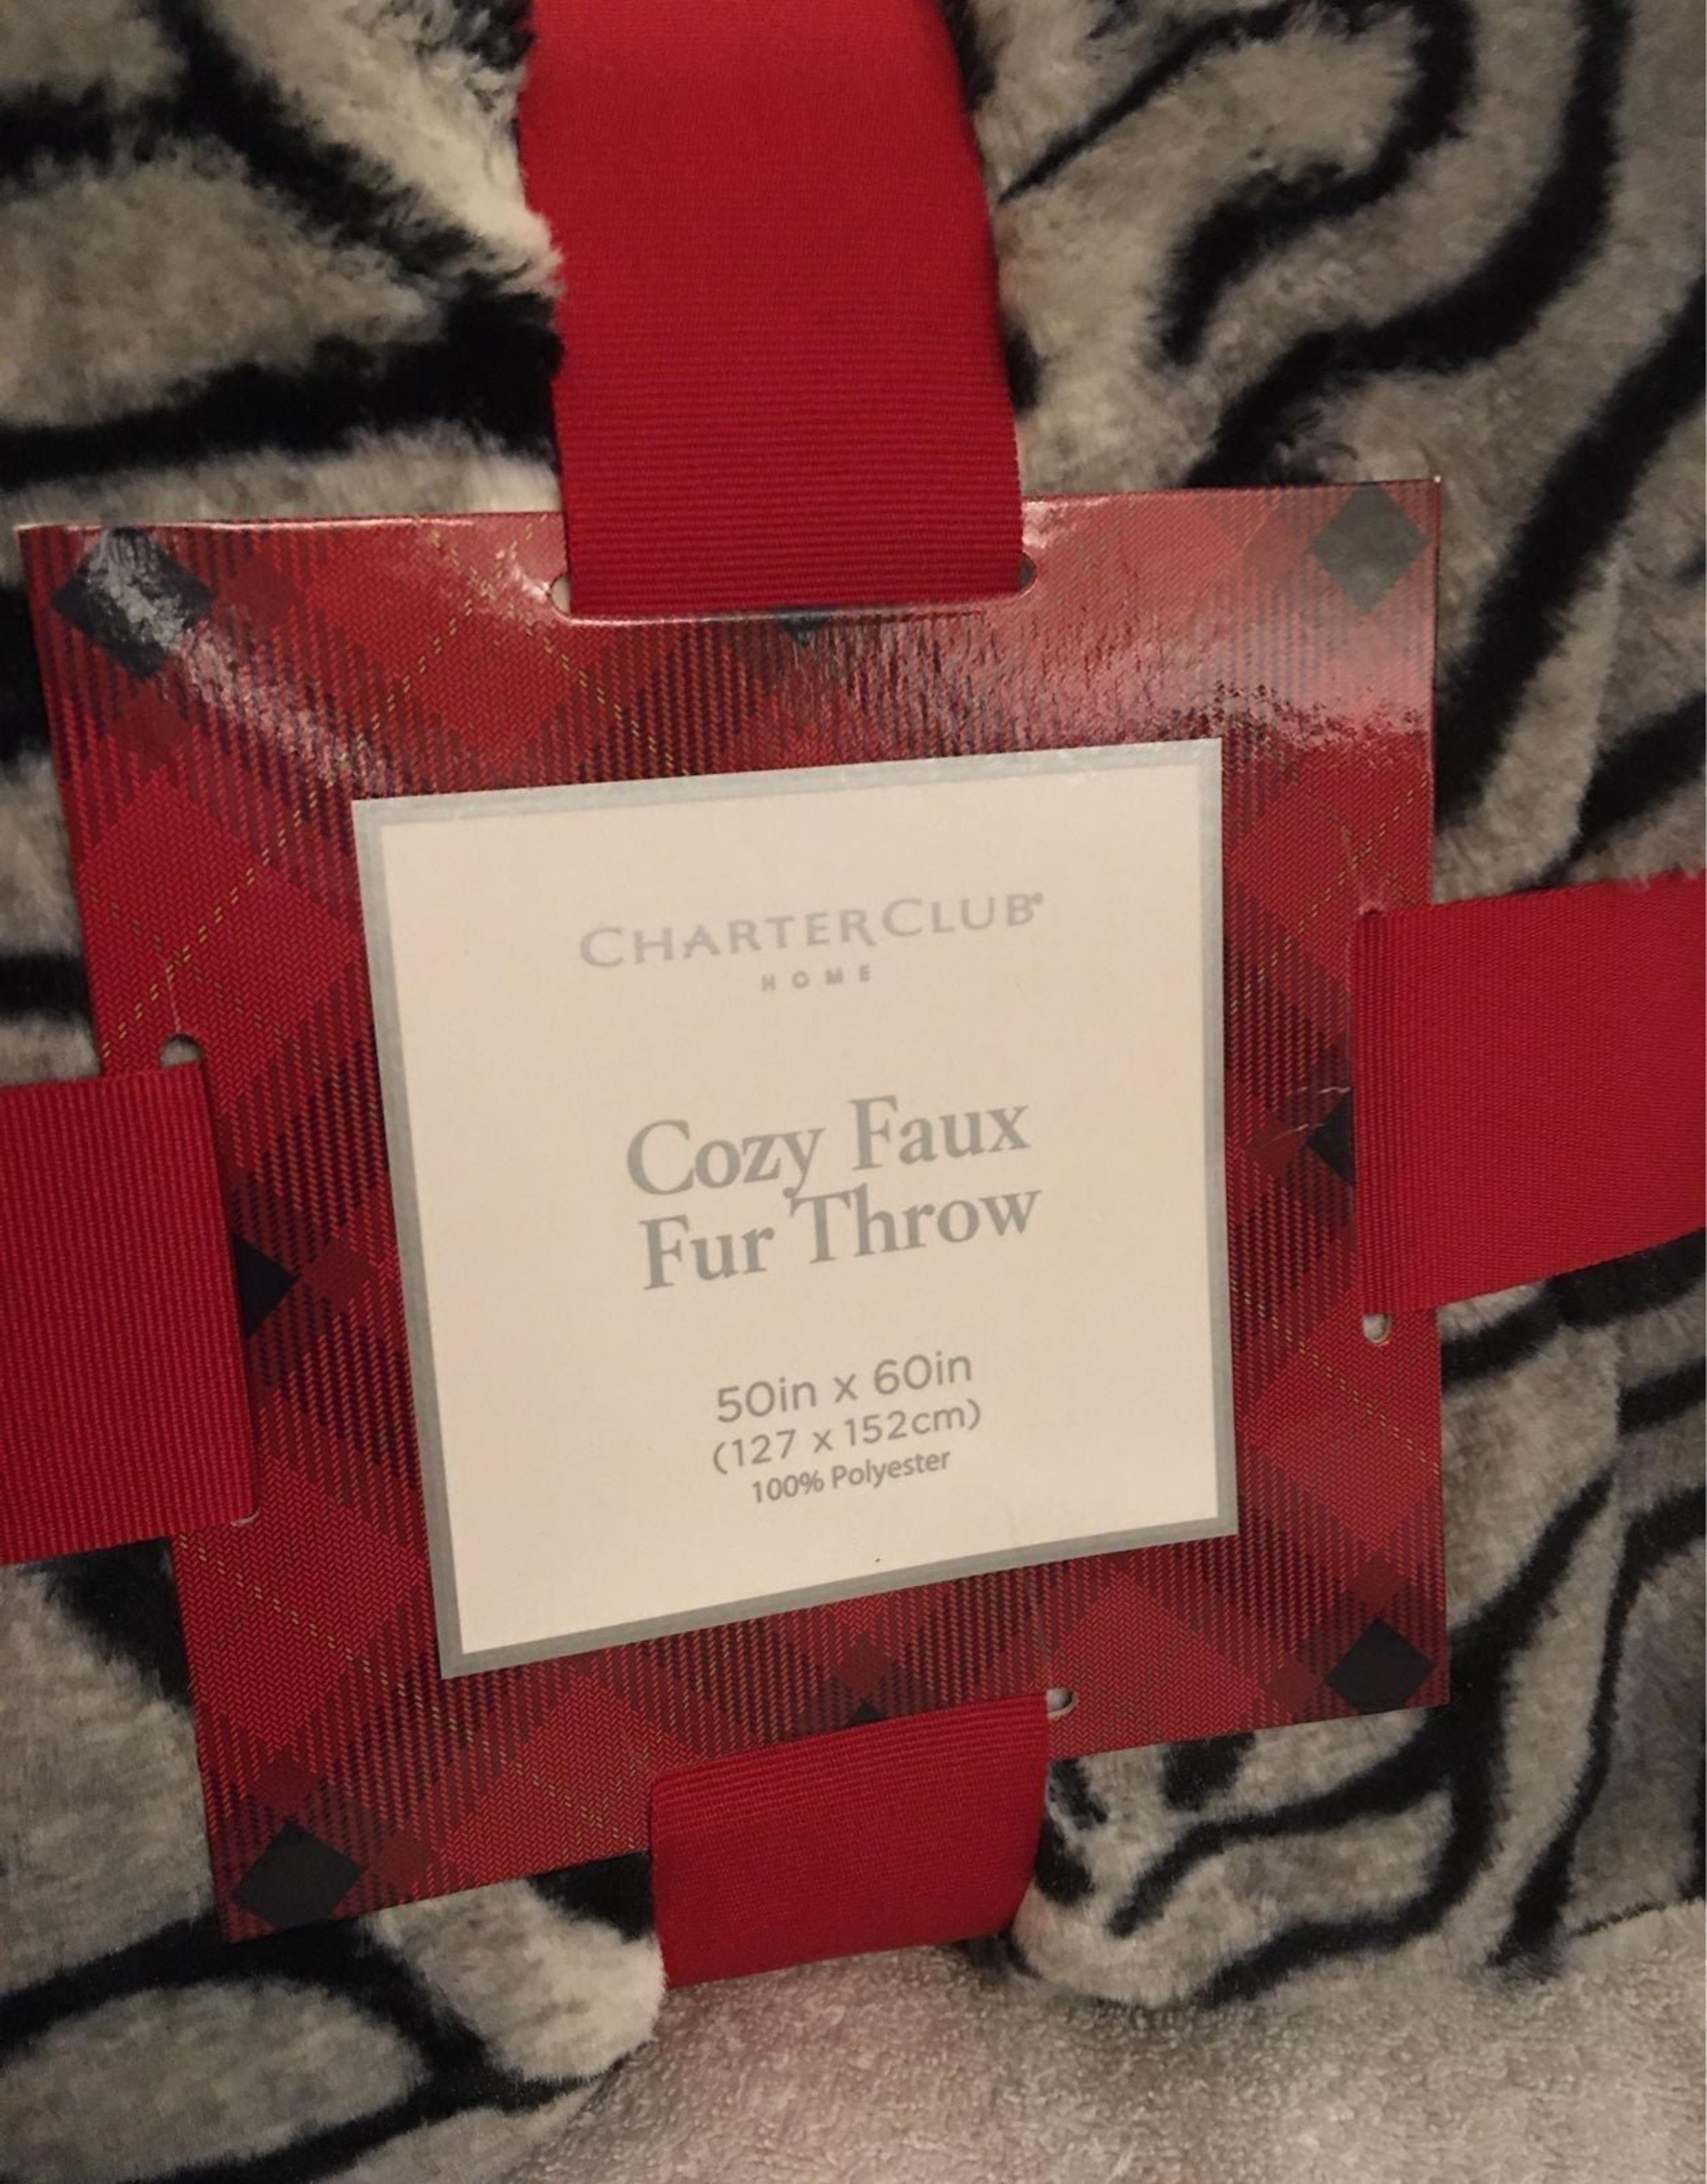 CHARTER CLUB®
HOME
Cozy Faux
Fur Throw
50in x 60in
(127 x 152cm)
100% Polyester